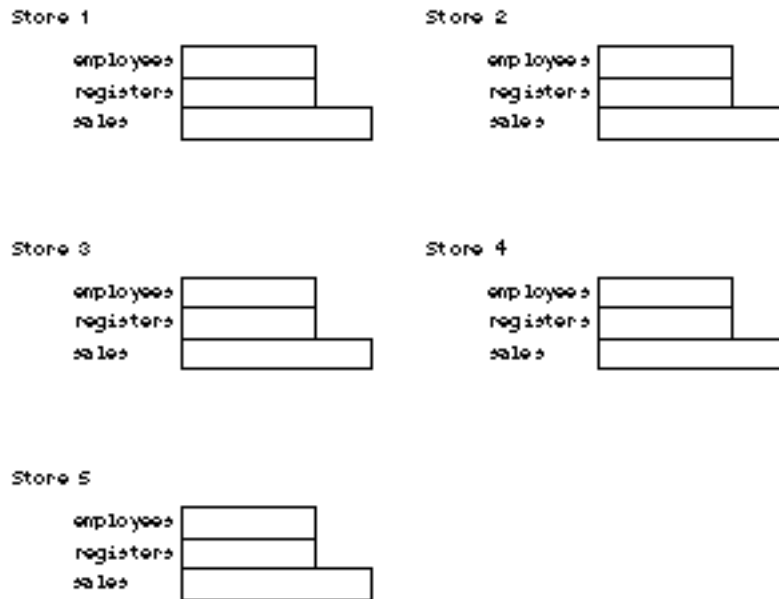 Store 1
employees
registers
sales
Store 2
employees
registers
sales
Store 3
employees
registers
sales
Store 4
employees
registers
sales
Store 5
employees
registers
sales